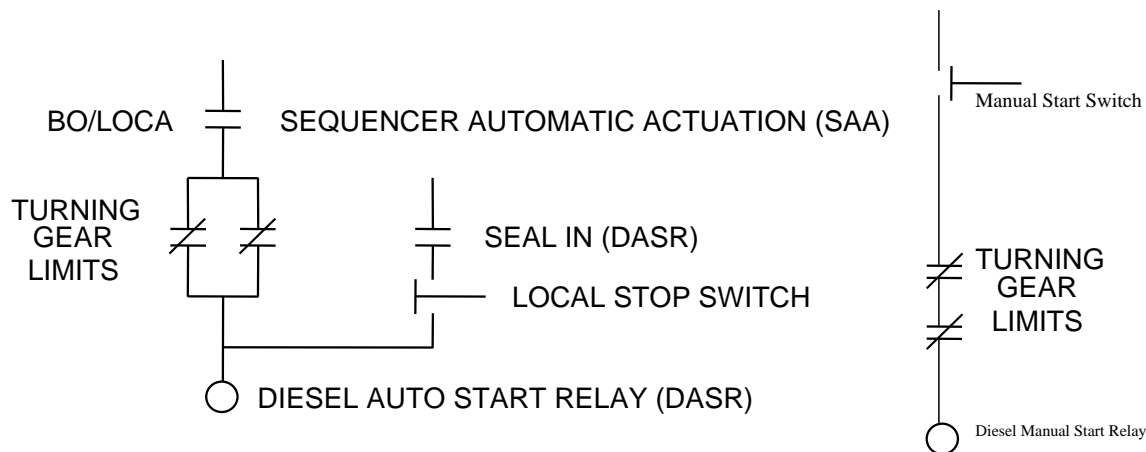 BO/LOCA
SEQUENCER AUTOMATIC ACTUATION (SAA)
TURNING
GEAR
LIMITS
SEAL IN (DASR)
LOCAL STOP SWITCH
DIESEL AUTO START RELAY (DASR)
Manual Start Switch
TURNING
GEAR
LIMITS
Diesel Manual Start Relay